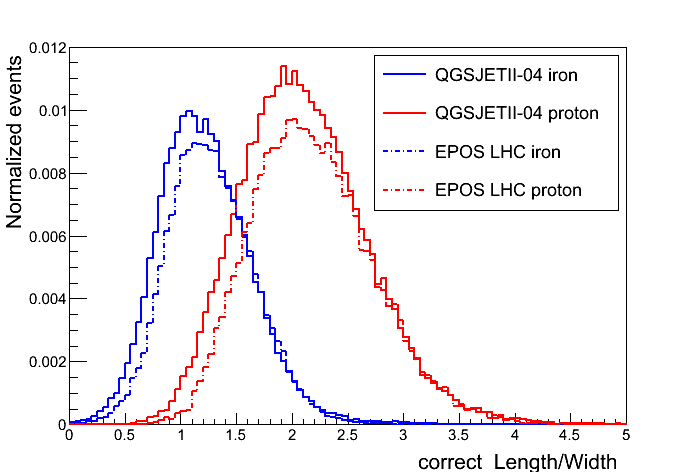 Normalized events
0.012
0.01
0.008
0.006
0.004
0.002
0
QGSJETII-04 iron
QGSJETII-04 proton
EPOS LHC iron
EPOS LHC proton
0 0.5 1 1.5 2 2.5 3 3.5 4 4.5 5
correct_Length/Width